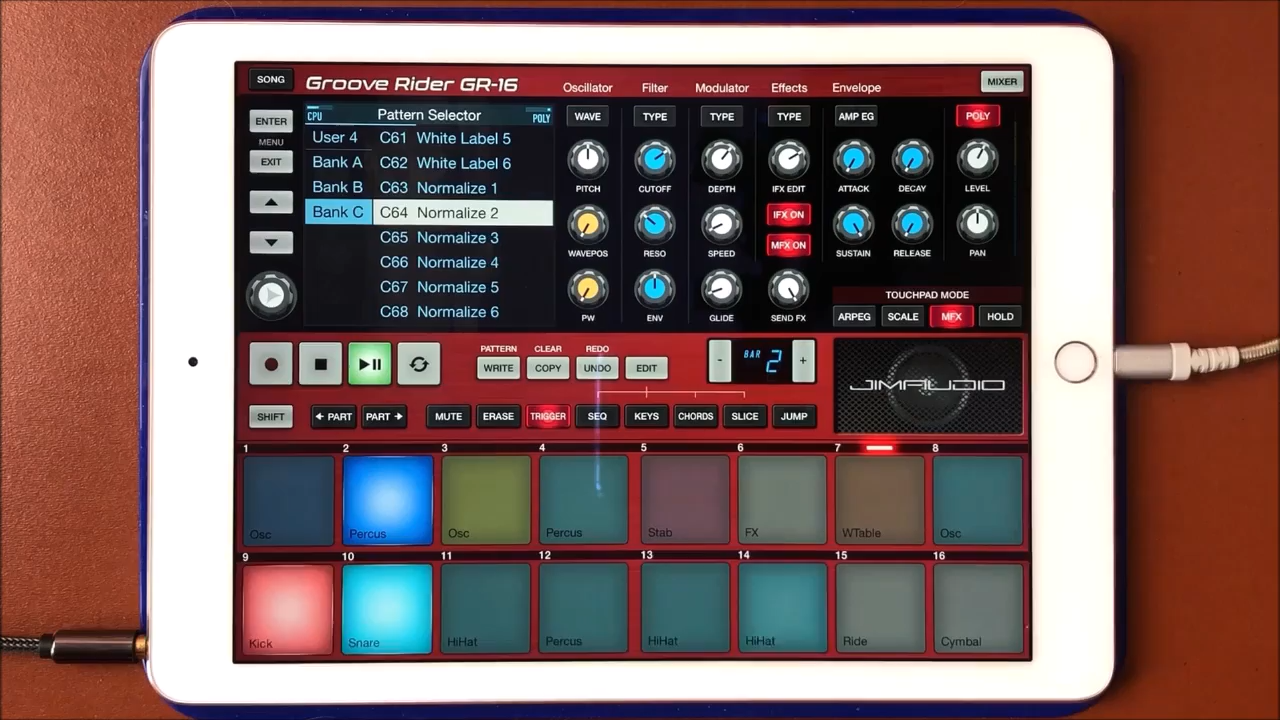 SONG
Groove Rider GR-16
Oscillator
Filter
Modulator
Effects
Envelope
MIXER
ENTER
MENU
EXIT
CPU
Pattern Selector
POLY
User 4
C61 White Label 5
Bank A
C62 White Label 6
Bank B
C63 Normalize 1
Bank C
C64 Normalize 2
C65 Normalize 3
C66 Normalize 4
C67 Normalize 5
C68 Normalize 6
WAVE
TYPE
TYPE
TYPE
AMP EG
POLY
PITCH
CUTOFF
DEPTH
IFX EDIT
ATTACK
DECAY
LEVEL
IFX ON
MFX ON
WAVEPOS
RESO
SPEED
SUSTAIN
RELEASE
PAN
PW
ENV
GLIDE
SEND FX
TOUCHPAD MODE
ARPEG
SCALE
MFX
HOLD
PATTERN
CLEAR
REDO
WRITE
COPY
UNDO
EDIT
-
BAR 2
+
JIMAUDIO
SHIFT
PART
PART
MUTE
ERASE
TRIGGER
SEQ
KEYS
CHORDS
SLICE
JUMP
1
2
3
4
5
6
7
8
Osc
Percus
Osc
Percus
Stab
FX
WTable
Osc
9
10
11
12
13
14
15
16
Kick
Snare
HiHat
Percus
HiHat
HiHat
Ride
Cymbal